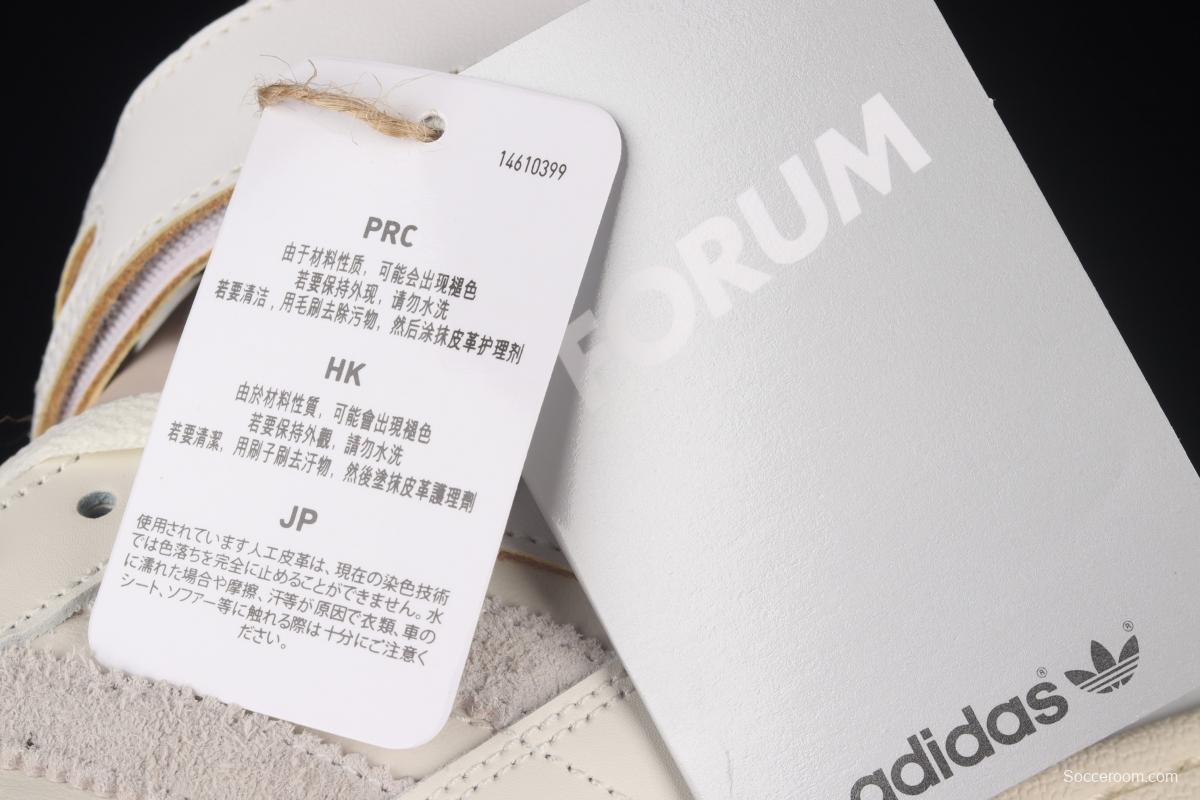 14610399
PRC
由于材料性质，可能会出现褪色
若要保持外现，请勿水洗
若要清洁，用毛刷去除污物，然后涂抹皮革护理剂
HK
由於材料性質，可能會出現褪色
若要保持外觀，請勿水洗
若要清潔，用刷子刷去汙物，然後塗抹皮革護理劑
JP
使用されています人工皮革は、現在の染色技術
では色落ちを完全に止めることができません。水
に濡れた場合や摩擦、汗等が原因で衣類、車の
シート、ソファー等に触れる際は十分にご注意く
ださい。
FORUM
adidas®
®
Socceroom.com